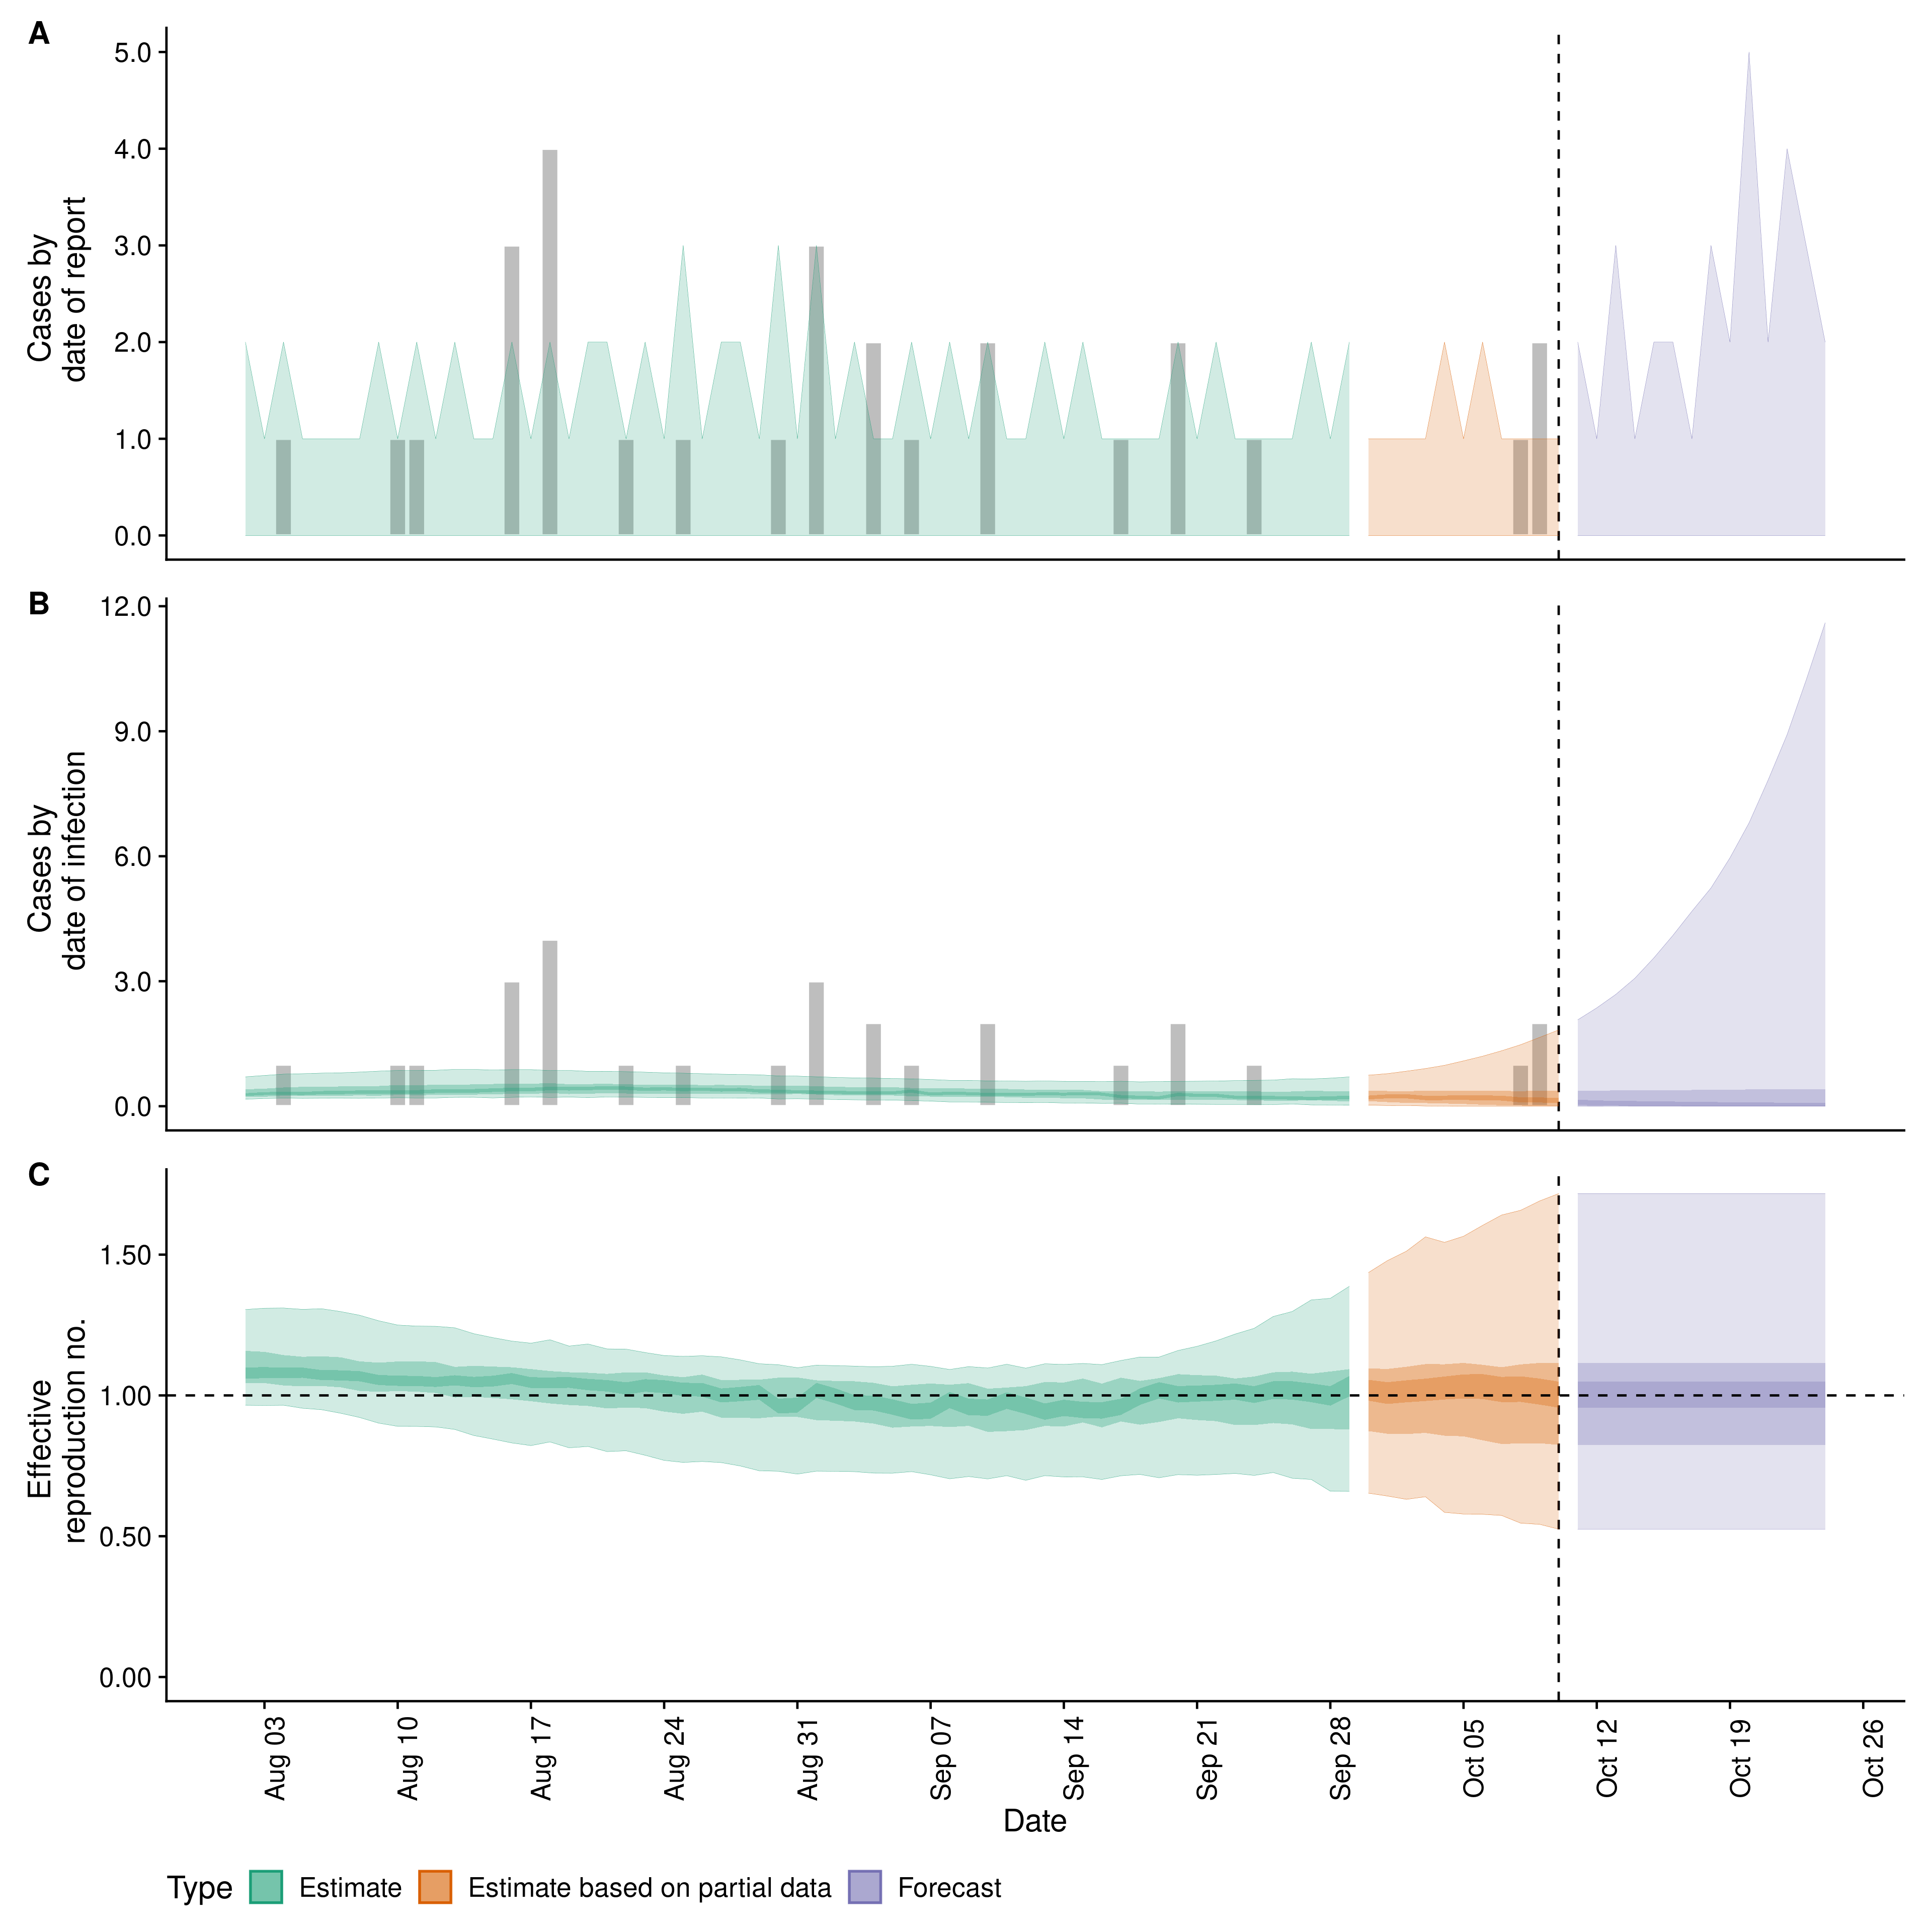 A
5.0
4.0
3.0
2.0
1.0
0.0
Cases by
date of report
B
12.0
9.0
6.0
3.0
0.0
Cases by
date of infection
C
1.50
1.00
0.50
0.00
Effective
reproduction no.
Aug 03
Aug 10
Aug 17
Aug 24
Aug 31
Sep 07
Sep 14
Sep 21
Sep 28
Oct 05
Oct 12
Oct 19
Oct 26
Date
Type Estimate Estimate based on partial data Forecast